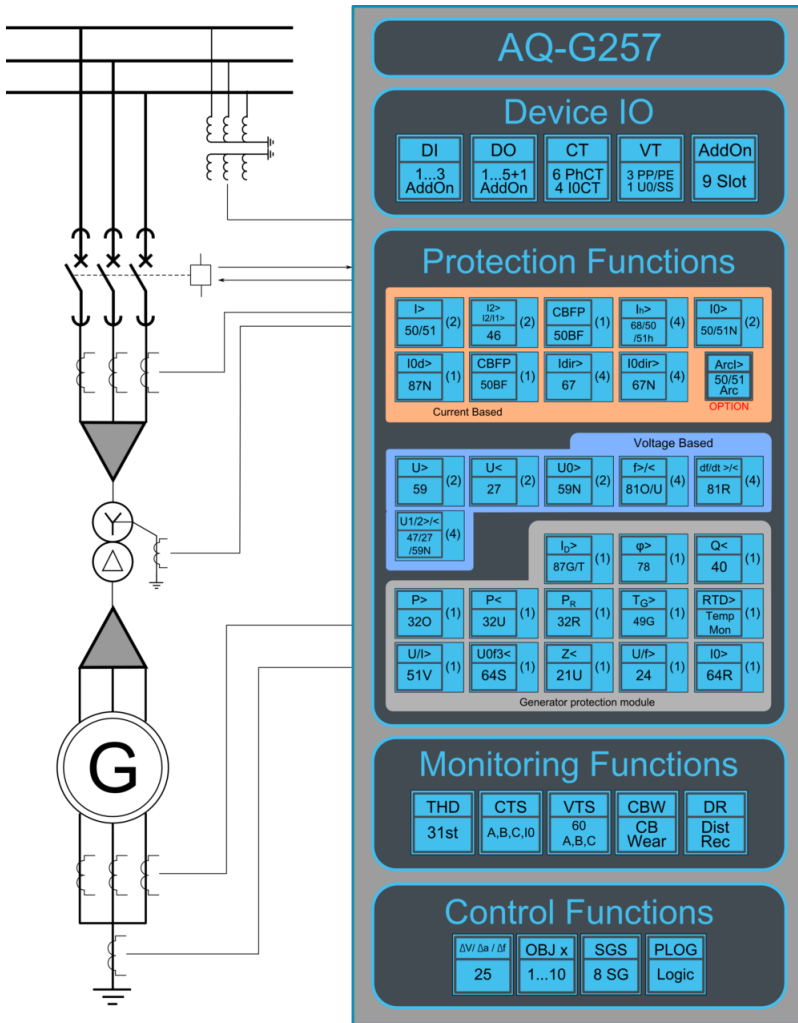 AQ-G257
Device IO
DI
1...3
AddOn
DO
1...5+1
AddOn
CT
6 PhCT
4 I0CT
VT
3 PP/PE
1 U0/SS
AddOn
9 Slot
Protection Functions
I>
50/51
(2)
I2>
I2/I1>
46
(2)
CBFP
50BF
(1)
Ih>
68/50
/51h
(4)
I0>
50/51N
(2)
I0d>
87N
(1)
CBFP
50BF
(1)
Idir>
67
(4)
I0dir>
67N
(4)
ArcI>
50/51
Arc
OPTION
Current Based
Voltage Based
U>
59
(2)
U<
27
(2)
U0>
59N
(2)
f>/<
81O/U
(4)
df/dt >/<
81R
(4)
U1/2>/<
47/27
/59N
(4)
ID>
87G/T
(1)
φ>
78
(1)
Q<
40
(1)
P>
32O
(1)
P<
32U
(1)
PR
32R
(1)
TG>
49G
(1)
RTD>
Temp
Mon
(1)
U/I>
51V
(1)
U0f3<
64S
(1)
Z<
21U
(1)
U/f>
24
(1)
I0>
64R
(1)
Generator protection module
G
Monitoring Functions
THD
31st
CTS
A,B,C,I0
VTS
60
A,B,C
CBW
CB
Wear
DR
Dist
Rec
Control Functions
ΔV/ Δa / Δf
25
OBJ x
1...10
SGS
8 SG
PLOG
Logic